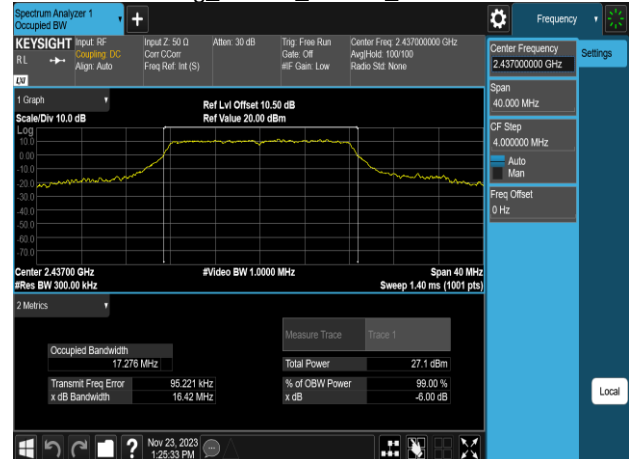 Spectrum Analyzer 1
Occupied BW
Frequency
KEYSIGHT
Input: RF
Coupling: DC
Align: Auto
Input Z: 50 Ω
Corr CCorr
Freq Ref: Int (S)
Atten: 30 dB
Trig: Free Run
Gate: Off
#IF Gain: Low
Center Freq: 2.437000000 GHz
Avg|Hold: 100/100
Radio Std: None
RL
LXI
Center Frequency
2.437000000 GHz
Settings
Span
40.000 MHz
CF Step
4.000000 MHz
Auto
Man
Freq Offset
0 Hz
1 Graph
Scale/Div 10.0 dB
Ref Lvl Offset 10.50 dB
Ref Value 20.00 dBm
Log
10.0
0.00
-10.0
-20.0
-30.0
-40.0
-50.0
-60.0
-70.0
Center 2.43700 GHz
#Video BW 1.0000 MHz
Span 40 MHz
#Res BW 300.00 kHz
Sweep 1.40 ms (1001 pts)
2 Metrics
Measure Trace
Trace 1
Occupied Bandwidth
17.276 MHz
Total Power
27.1 dBm
Transmit Freq Error
95.221 kHz
% of OBW Power
99.00 %
x dB Bandwidth
16.42 MHz
x dB
-6.00 dB
Local
?
Nov 23, 2023
1:25:33 PM